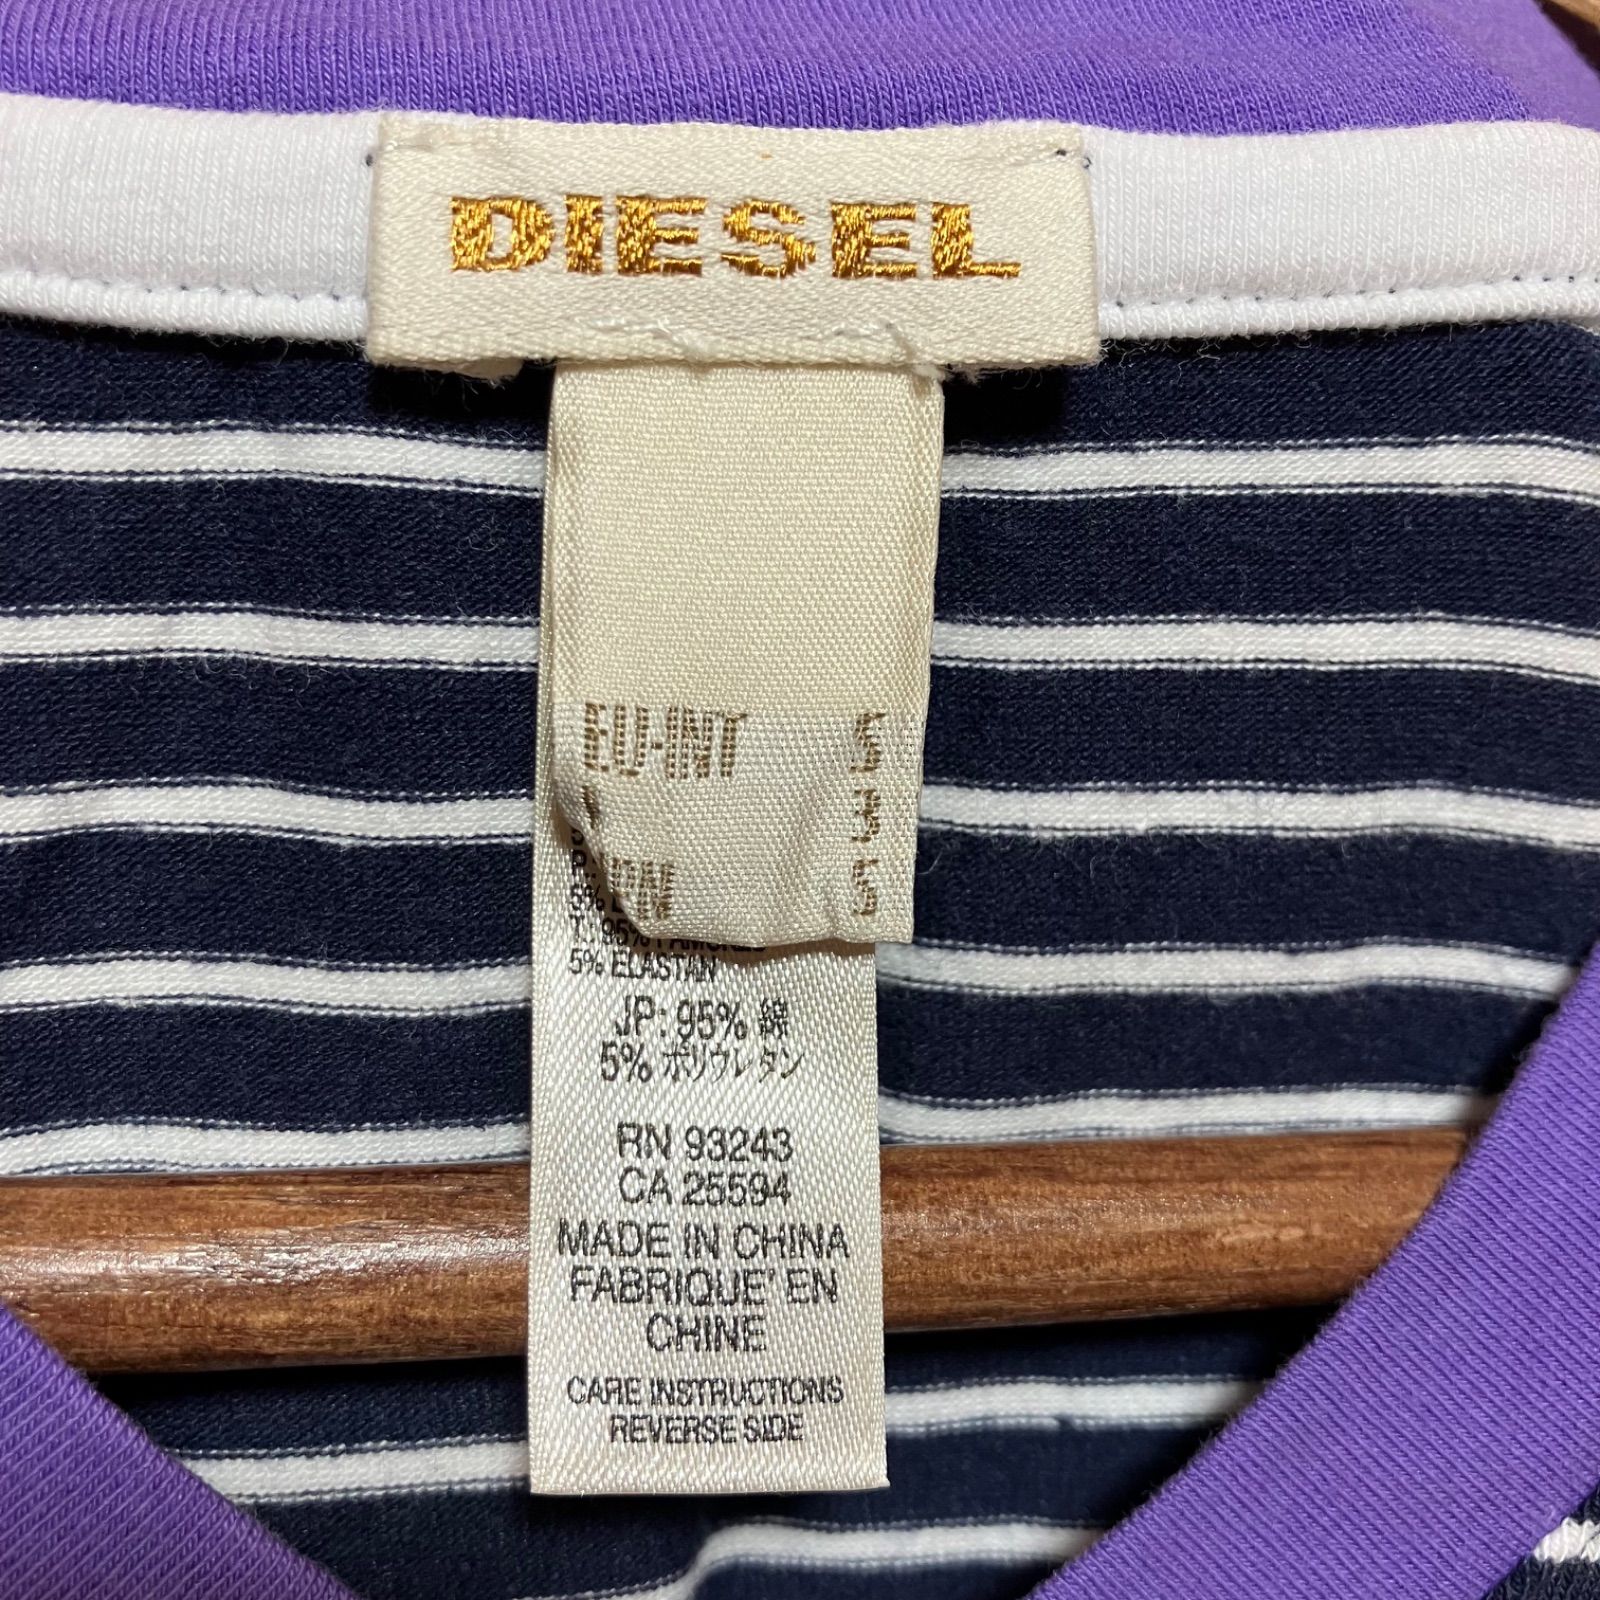 DIESEL
EU-INT S
S
JPN S
5% ELASTAN
JP: 95% 綿
5% ポリウレタン
RN 93243
CA 25594
MADE IN CHINA
FABRIQUE' EN
CHINE
CARE INSTRUCTIONS
REVERSE SIDE